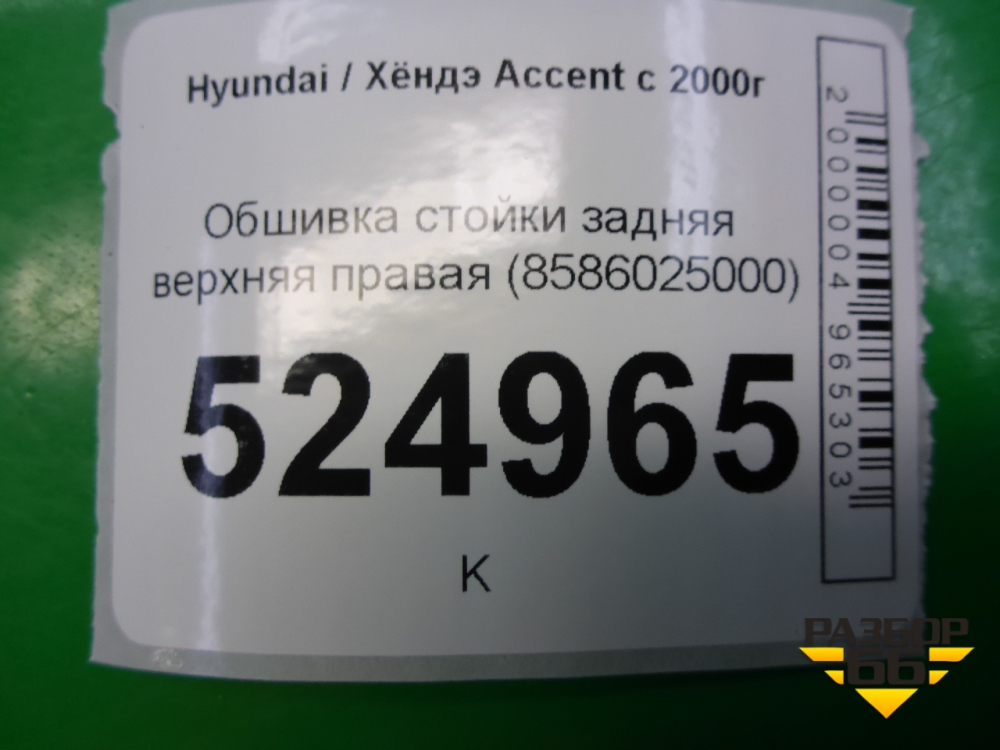 Hyundai / Хёндэ Accent с 2000г
Обшивка стойки задняя
верхняя правая (8586025000)
524965
К
2000004965303
РАЗБОР
66